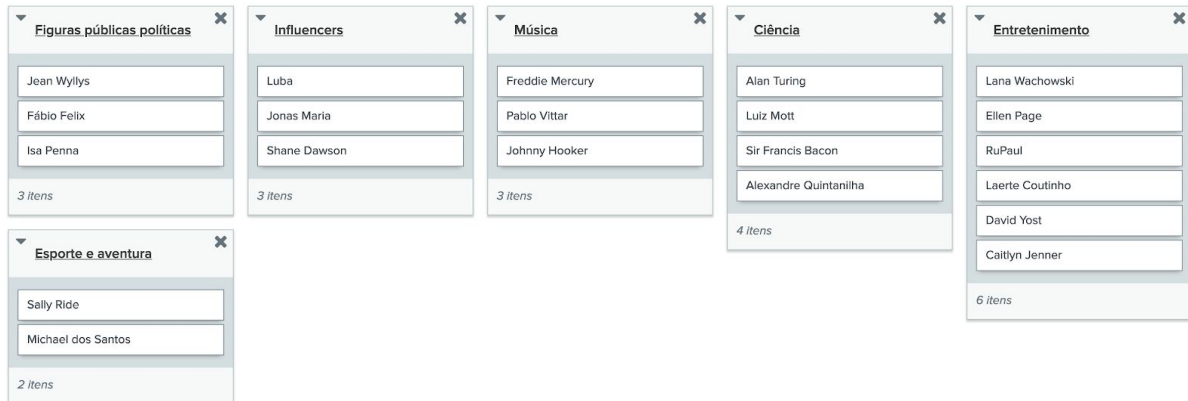 Figuras públicas políticas
Jean Wyllys
Fábio Felix
Isa Penna
3 itens
Influencers
Luba
Jonas Maria
Shane Dawson
3 itens
Música
Freddie Mercury
Pablo Vittar
Johnny Hooker
3 itens
Ciência
Alan Turing
Luiz Mott
Sir Francis Bacon
Alexandre Quintanilha
4 itens
Entretenimento
Lana Wachowski
Ellen Page
RuPaul
Laerte Coutinho
David Yost
Caitlyn Jenner
6 itens
Esporte e aventura
Sally Ride
Michael dos Santos
2 itens